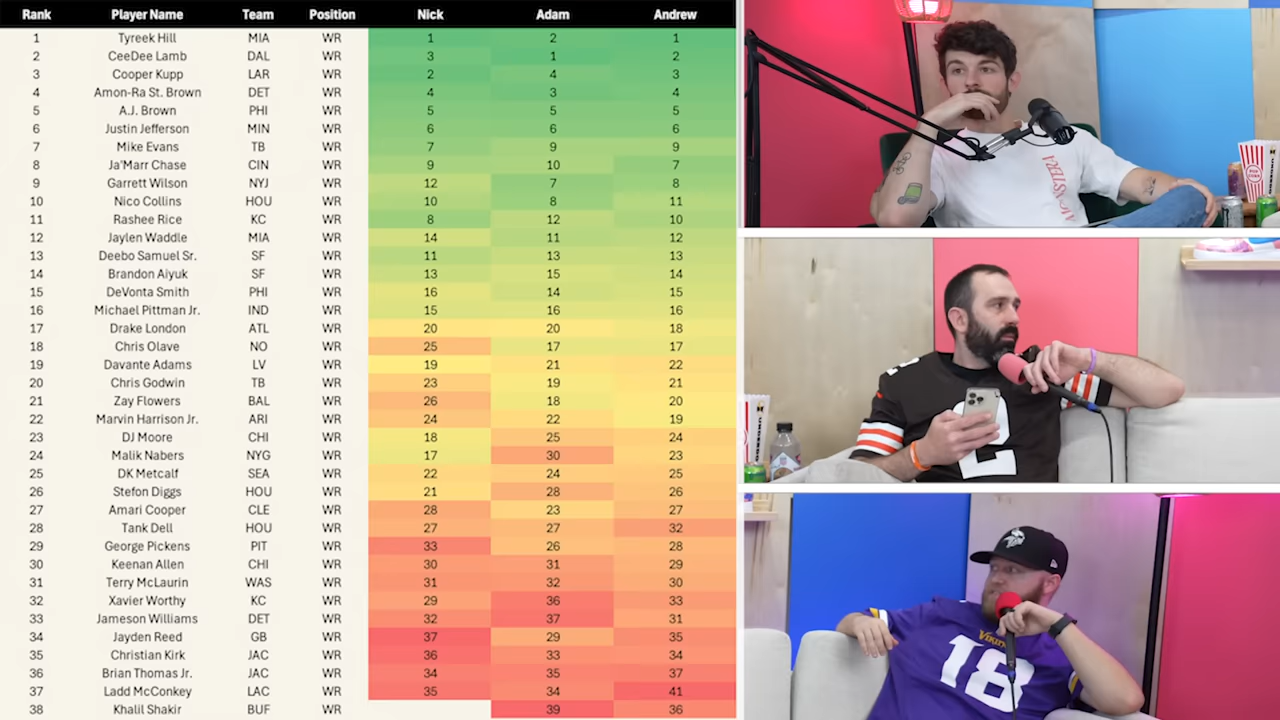 Rank Player Name Team Position Nick Adam Andrew
1 Tyreek Hill MIA WR 1 2 1
2 CeeDee Lamb DAL WR 3 1 2
3 Cooper Kupp LAR WR 2 4 3
4 Amon-Ra St. Brown DET WR 4 3 4
5 A.J. Brown PHI WR 5 5 5
6 Justin Jefferson MIN WR 6 6 6
7 Mike Evans TB WR 7 9 9
8 Ja'Marr Chase CIN WR 9 10 7
9 Garrett Wilson NYJ WR 12 7 8
10 Nico Collins HOU WR 10 8 11
11 Rashee Rice KC WR 8 12 10
12 Jaylen Waddle MIA WR 14 11 12
13 Deebo Samuel Sr. SF WR 11 13 13
14 Brandon Aiyuk SF WR 13 15 14
15 DeVonta Smith PHI WR 16 14 15
16 Michael Pittman Jr. IND WR 15 16 16
17 Drake London ATL WR 20 20 18
18 Chris Olave NO WR 25 17 17
19 Davante Adams LV WR 19 21 22
20 Chris Godwin TB WR 23 19 21
21 Zay Flowers BAL WR 26 18 20
22 Marvin Harrison Jr. ARI WR 24 22 19
23 DJ Moore CHI WR 18 25 24
24 Malik Nabers NYG WR 17 30 23
25 DK Metcalf SEA WR 22 24 25
26 Stefon Diggs HOU WR 21 28 26
27 Amari Cooper CLE WR 28 23 27
28 Tank Dell HOU WR 27 27 32
29 George Pickens PIT WR 33 26 28
30 Keenan Allen CHI WR 30 31 29
31 Terry McLaurin WAS WR 31 32 30
32 Xavier Worthy KC WR 29 36 33
33 Jameson Williams DET WR 32 37 31
34 Jayden Reed GB WR 37 29 35
35 Christian Kirk JAC WR 36 33 34
36 Brian Thomas Jr. JAC WR 34 35 37
37 Ladd McConkey LAC WR 35 34 41
38 Khalil Shakir BUF WR 39 36
2
VIKINGS
18